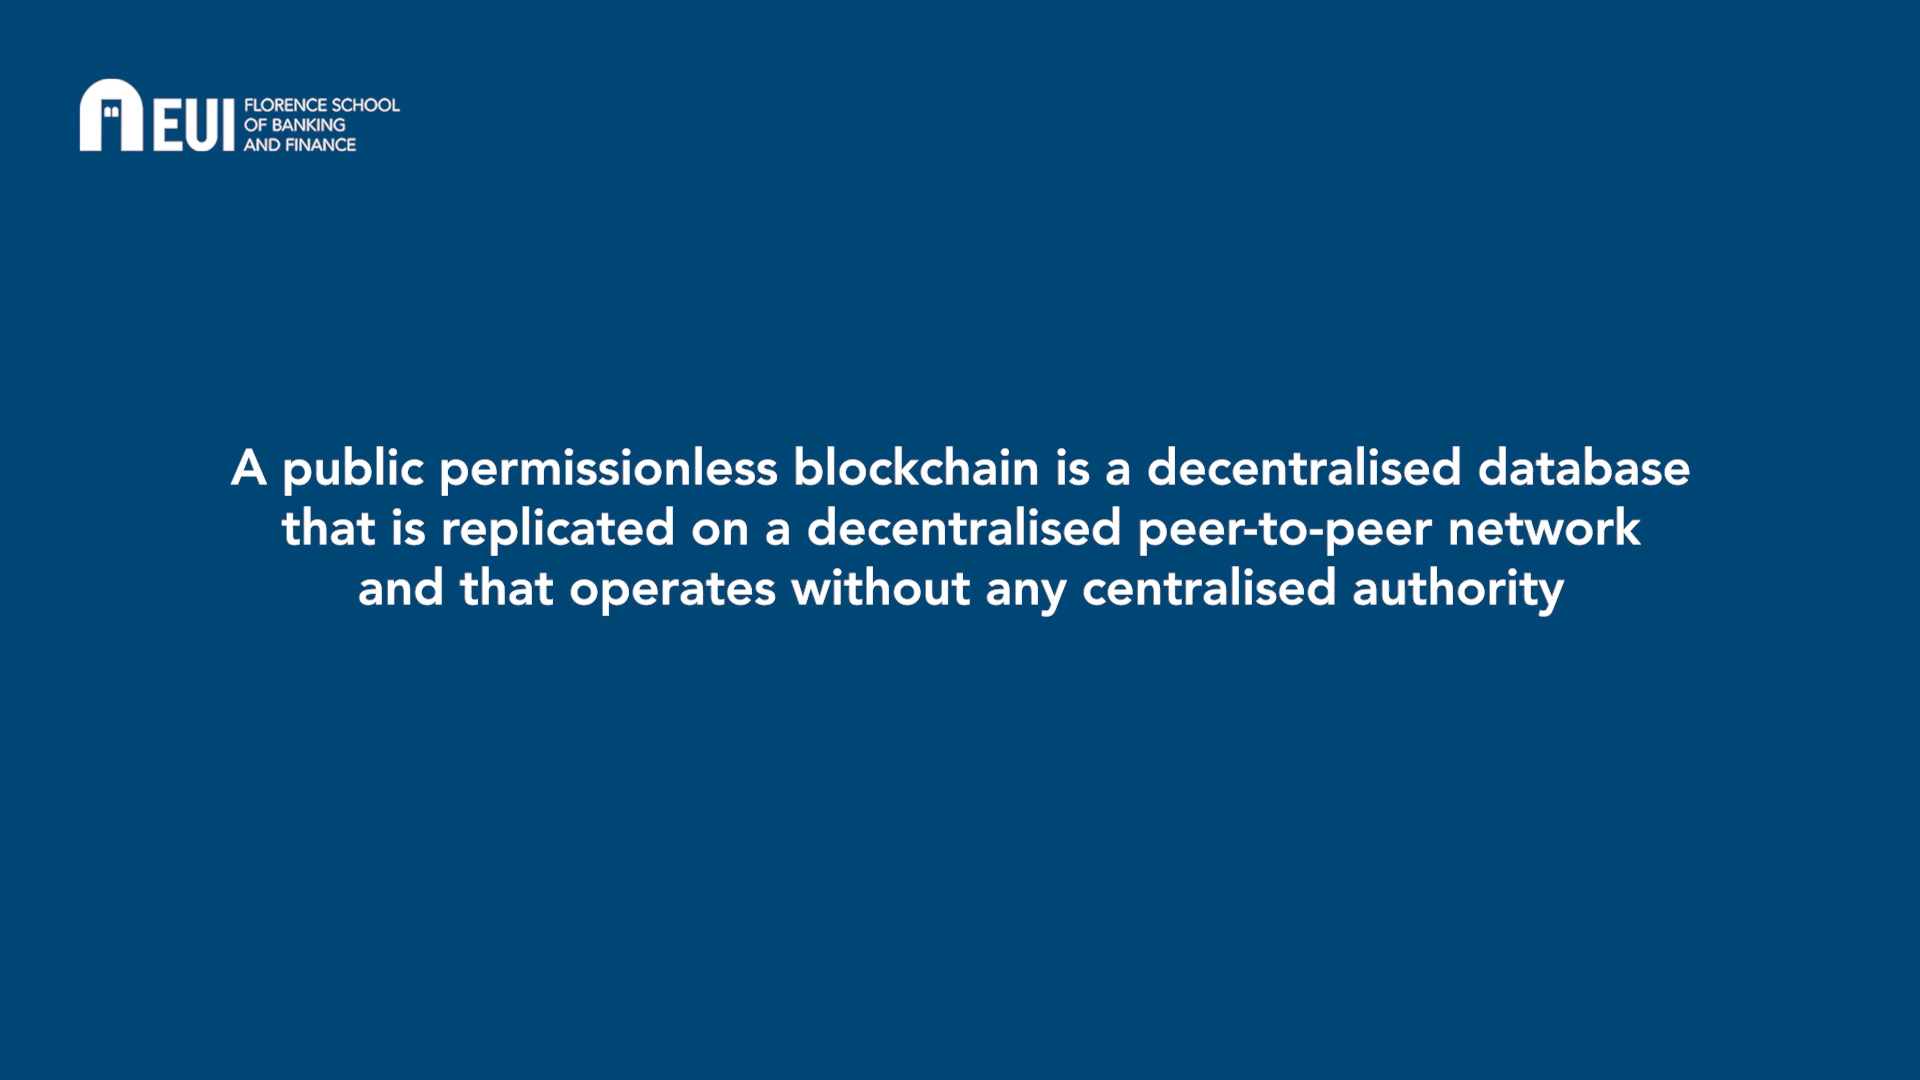 EUI
FLORENCE SCHOOL
OF BANKING
AND FINANCE
A public permissionless blockchain is a decentralised database
that is replicated on a decentralised peer-to-peer network
and that operates without any centralised authority